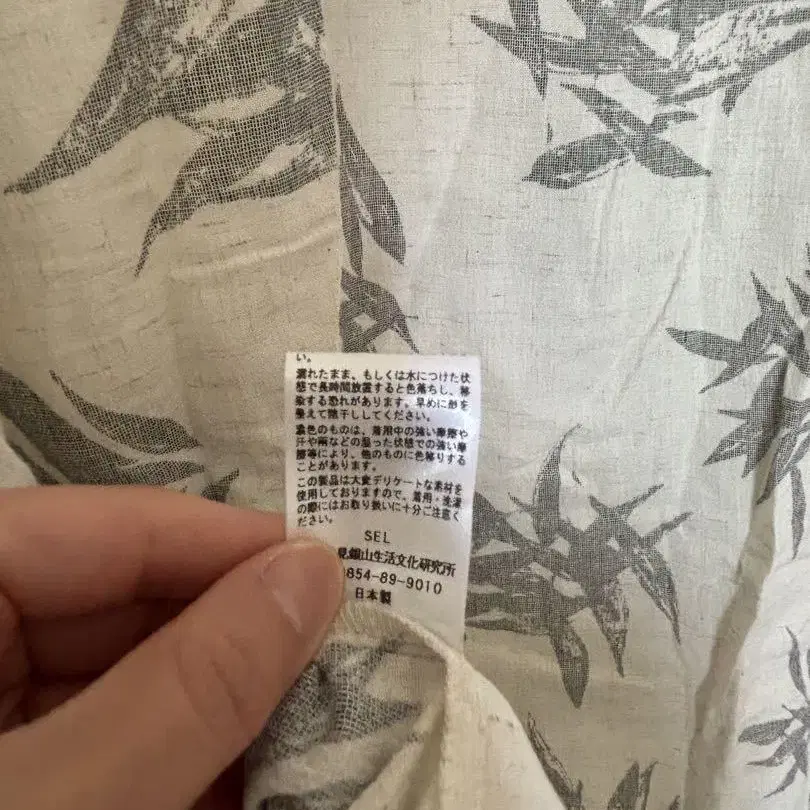 い。
濡れたまま、もしくは水につけた状
態で長時間放置すると色落ちし、移
染する恐れがあります。早めに形を
整えて陰干ししてください。
濃色のものは、着用中の強い摩擦や
汗や雨などの湿った状態での強い摩
擦等により、他のものに色移りする
ことがあります。
この製品は大変デリケートな素材を
使用しておりますので、着用・洗濯
の際にはお取り扱いに十分ご注意く
ださい。
SEL
見銀山生活文化研究所
0854-89-9010
日本製